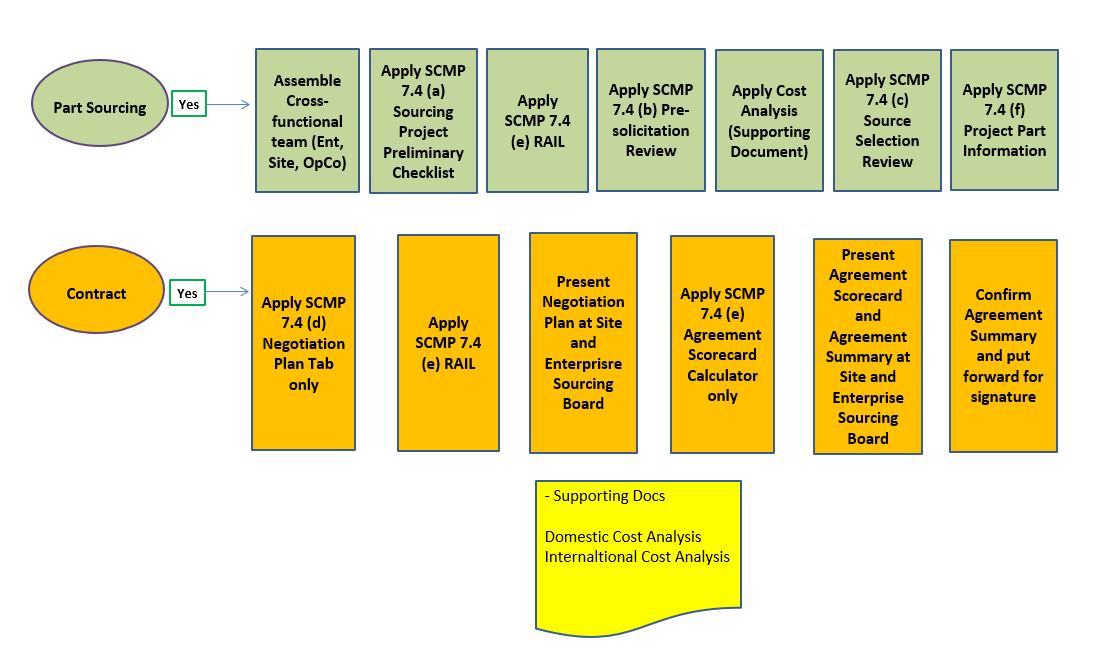 Part Sourcing
Yes
Assemble
Cross-
functional
team (Ent,
Site, OpCo)
Apply SCMP
7.4 (a)
Sourcing
Project
Preliminary
Checklist
Apply
SCMP 7.4
(e) RAIL
Apply SCMP
7.4 (b) Pre-
solicitation
Review
Apply Cost
Analysis
(Supporting
Document)
Apply SCMP
7.4 (c)
Source
Selection
Review
Apply SCMP
7.4 (f)
Project Part
Information
Contract
Yes
Apply SCMP
7.4 (d)
Negotiation
Plan Tab
only
Apply
SCMP 7.4
(e) RAIL
Present
Negotiation
Plan at Site
and
Enterprisre
Sourcing
Board
Apply SCMP
7.4 (e)
Agreement
Scorecard
Calculator
only
Present
Agreement
Scorecard
and
Agreement
Summary at
Site and
Enterprise
Sourcing
Board
Confirm
Agreement
Summary
and put
forward for
signature
- Supporting Docs
Domestic Cost Analysis
Internaltional Cost Analysis